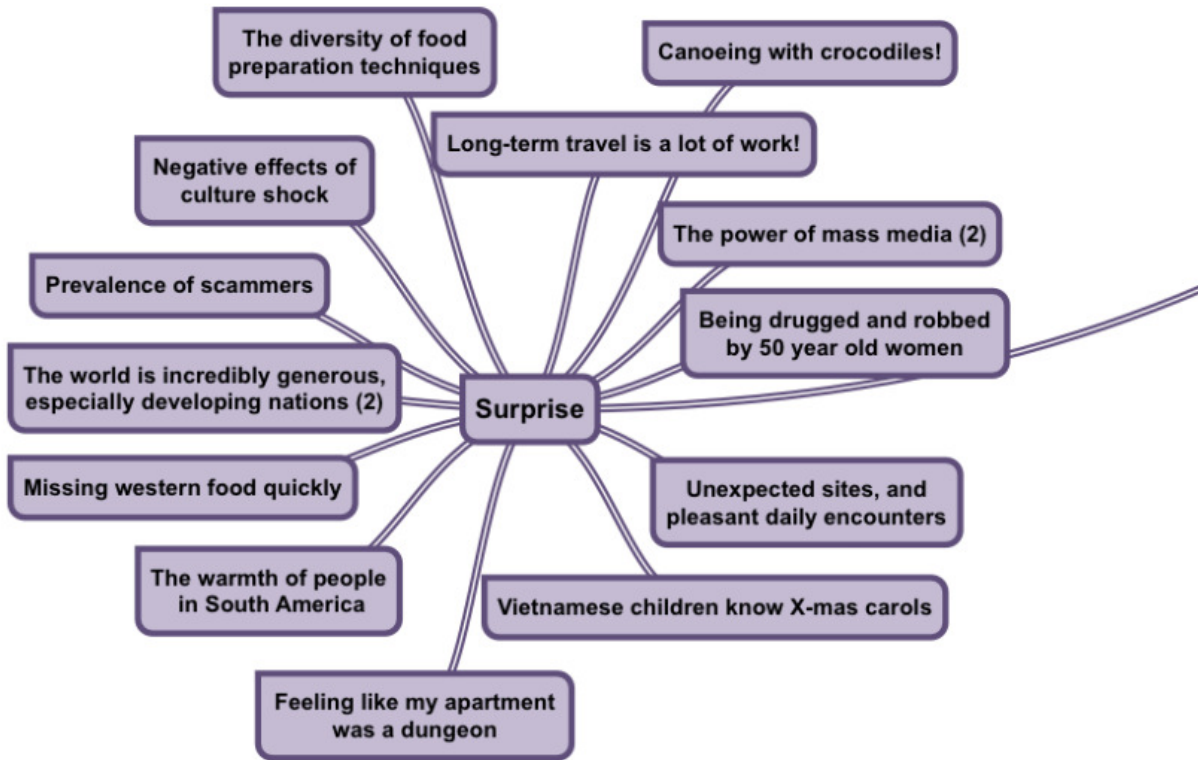 The diversity of food
preparation techniques
Canoeing with crocodiles!
Long-term travel is a lot of work!
Negative effects of
culture shock
The power of mass media (2)
Prevalence of scammers
Being drugged and robbed
by 50 year old women
The world is incredibly generous,
especially developing nations (2)
Surprise
Missing western food quickly
Unexpected sites, and
pleasant daily encounters
The warmth of people
in South America
Vietnamese children know X-mas carols
Feeling like my apartment
was a dungeon